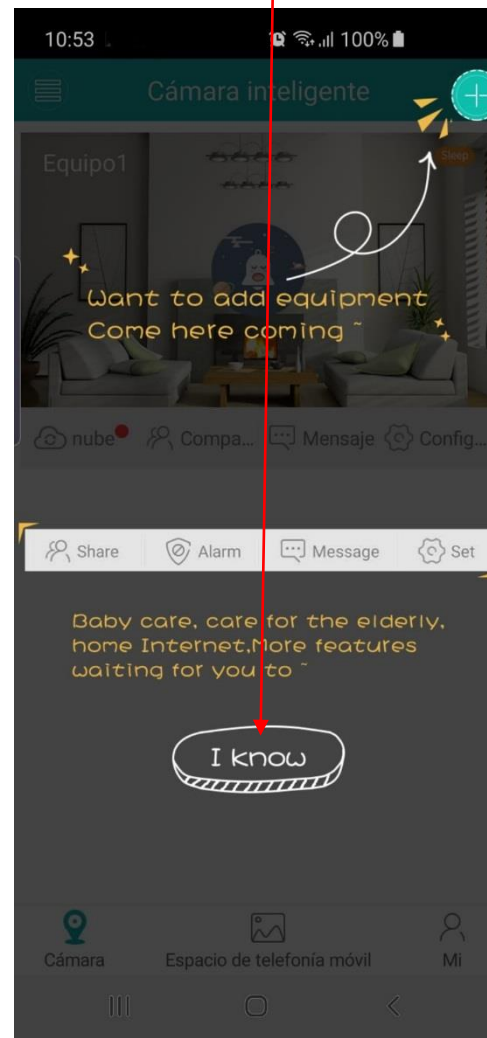 10:53 100%
Cámara inteligente
Equipo1 Sleep
Want to add equipment
Come here coming ~
nube Compa... Mensaje Config...
Share Alarm Message Set
Baby care, care for the elderly,
home Internet,More features
waiting for you to ~
I know
Cámara Espacio de telefonía móvil Mi